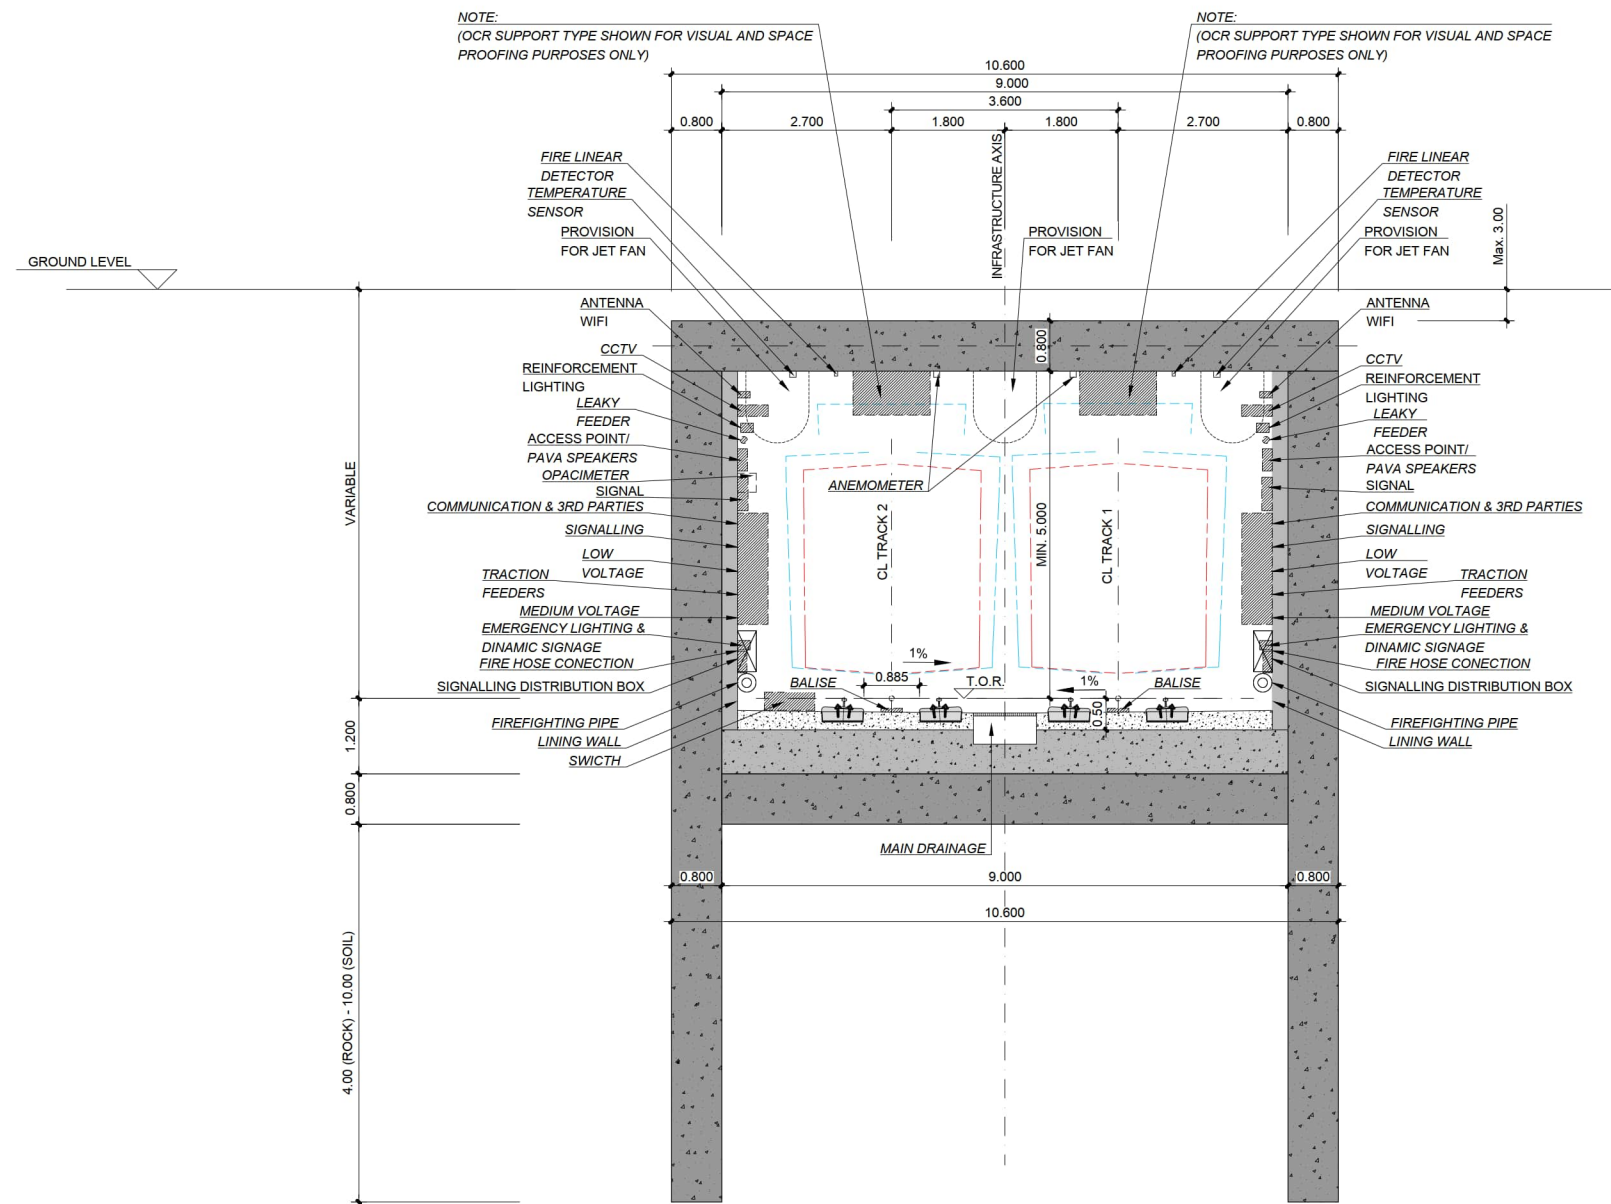 NOTE:
(OCR SUPPORT TYPE SHOWN FOR VISUAL AND SPACE
PROOFING PURPOSES ONLY)
NOTE:
(OCR SUPPORT TYPE SHOWN FOR VISUAL AND SPACE
PROOFING PURPOSES ONLY)
10.600
9.000
3.600
0.800
2.700
1.800
1.800
2.700
0.800
INFRASTRUCTURE AXIS
FIRE LINEAR
DETECTOR
TEMPERATURE
SENSOR
PROVISION
FOR JET FAN
PROVISION
FOR JET FAN
FIRE LINEAR
DETECTOR
TEMPERATURE
SENSOR
PROVISION
FOR JET FAN
Max. 3.00
GROUND LEVEL
ANTENNA
WIFI
CCTV
REINFORCEMENT
LIGHTING
LEAKY
FEEDER
ACCESS POINT/
PAVA SPEAKERS
OPACIMETER
SIGNAL
COMMUNICATION & 3RD PARTIES
SIGNALLING
LOW
VOLTAGE
TRACTION
FEEDERS
MEDIUM VOLTAGE
EMERGENCY LIGHTING &
DINAMIC SIGNAGE
FIRE HOSE CONECTION
SIGNALLING DISTRIBUTION BOX
FIREFIGHTING PIPE
LINING WALL
SWICTH
0.800
ANEMOMETER
MIN. 5.000
CL TRACK 2
CL TRACK 1
1%
0.885
BALISE
T.O.R.
1%
0.50
BALISE
ANTENNA
WIFI
CCTV
REINFORCEMENT
LIGHTING
LEAKY
FEEDER
ACCESS POINT/
PAVA SPEAKERS
SIGNAL
COMMUNICATION & 3RD PARTIES
SIGNALLING
LOW
VOLTAGE
TRACTION
FEEDERS
MEDIUM VOLTAGE
EMERGENCY LIGHTING &
DINAMIC SIGNAGE
FIRE HOSE CONECTION
SIGNALLING DISTRIBUTION BOX
FIREFIGHTING PIPE
LINING WALL
VARIABLE
1.200
0.800
4.00 (ROCK) - 10.00 (SOIL)
MAIN DRAINAGE
0.800
9.000
0.800
10.600